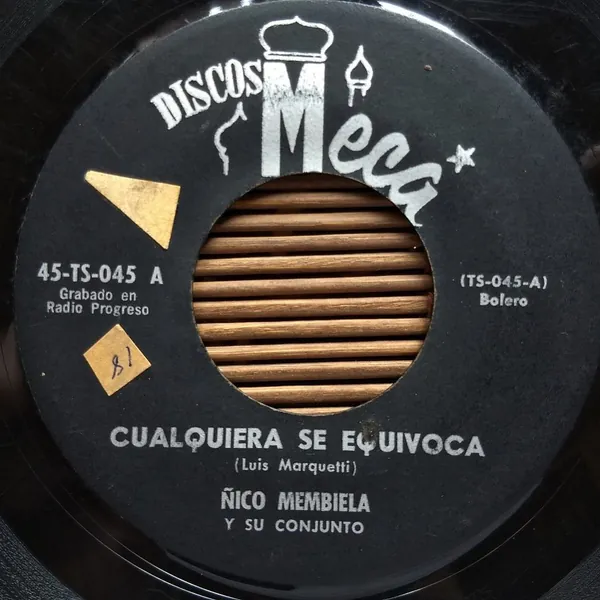 DISCOS
Meca
45-TS-045 A
Grabado en
Radio Progreso
(TS-045-A)
Bolero
81
CUALQUIERA SE EQUIVOCA
(Luis Marquetti)
ÑICO MEMBIELA
Y SU CONJUNTO